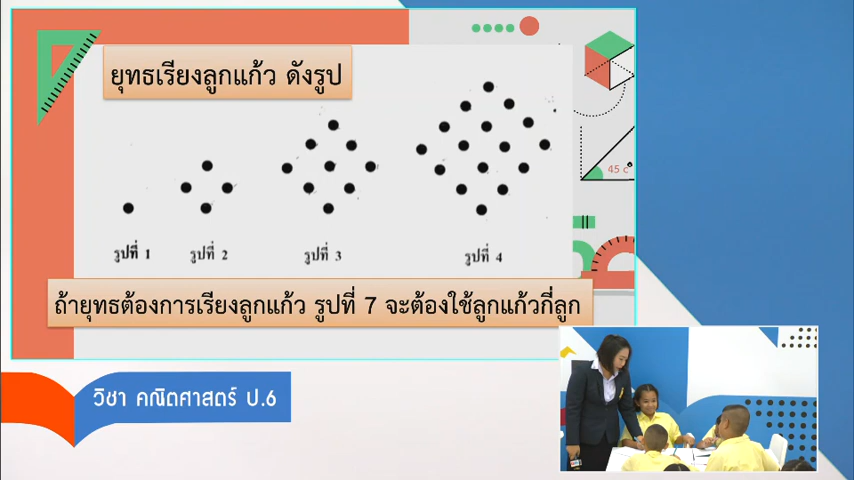 ยุทธเรียงลูกแก้ว ดังรูป
45 c
รูปที่ 1
รูปที่ 2
รูปที่ 3
รูปที่ 4
ถ้ายุทธต้องการเรียงลูกแก้ว รูปที่ 7 จะต้องใช้ลูกแก้วกี่ลูก
วิชา คณิตศาสตร์ ป.6